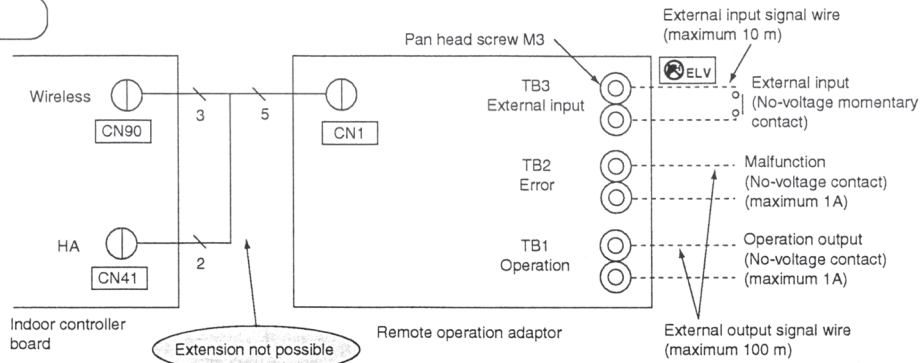 External input signal wire
(maximum 10 m)
Pan head screw M3
ELV
Wireless
CN90
3
5
CN1
TB3
External input
External input
(No-voltage momentary
contact)
TB2
Error
Malfunction
(No-voltage contact)
(maximum 1A)
HA
CN41
2
TB1
Operation
Operation output
(No-voltage contact)
(maximum 1A)
Indoor controller
board
Extension not possible
Remote operation adaptor
External output signal wire
(maximum 100 m)